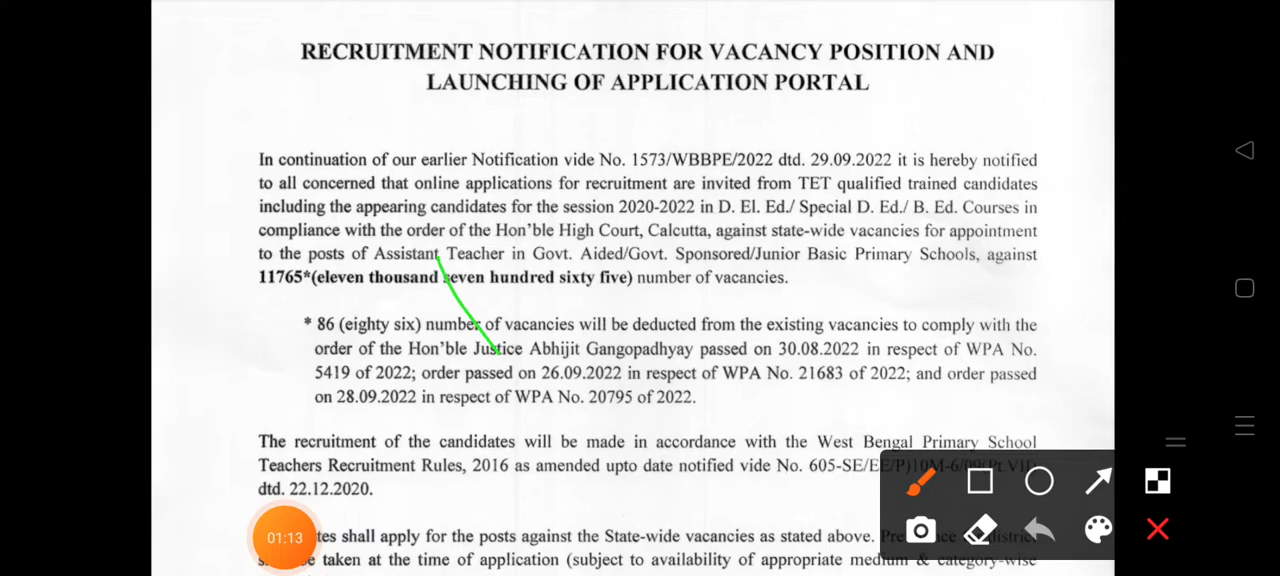 RECRUITMENT NOTIFICATION FOR VACANCY POSITION AND
LAUNCHING OF APPLICATION PORTAL
In continuation of our earlier Notification vide No. 1573/WBBPE/2022 dtd. 29.09.2022 it is hereby notified
to all concerned that online applications for recruitment are invited from TET qualified trained candidates
including the appearing candidates for the session 2020-2022 in D. El. Ed./ Special D. Ed./ B. Ed. Courses in
compliance with the order of the Hon'ble High Court, Calcutta, against state-wide vacancies for appointment
to the posts of Assistant Teacher in Govt. Aided/Govt. Sponsored/Junior Basic Primary Schools, against
11765*(eleven thousand seven hundred sixty five) number of vacancies.
* 86 (eighty six) number of vacancies will be deducted from the existing vacancies to comply with the
order of the Hon'ble Justice Abhijit Gangopadhyay passed on 30.08.2022 in respect of WPA No.
5419 of 2022; order passed on 26.09.2022 in respect of WPA No. 21683 of 2022; and order passed
on 28.09.2022 in respect of WPA No. 20795 of 2022.
The recruitment of the candidates will be made in accordance with the West Bengal Primary School
Teachers Recruitment Rules, 2016 as amended upto date notified vide No. 605-SE/EE/P)10M-6/09(Pt.VII)
dtd. 22.12.2020.
tes shall apply for the posts against the State-wide vacancies as stated above.
taken at the time of application (subject to availability of appropriate medium & category-wise
01:13